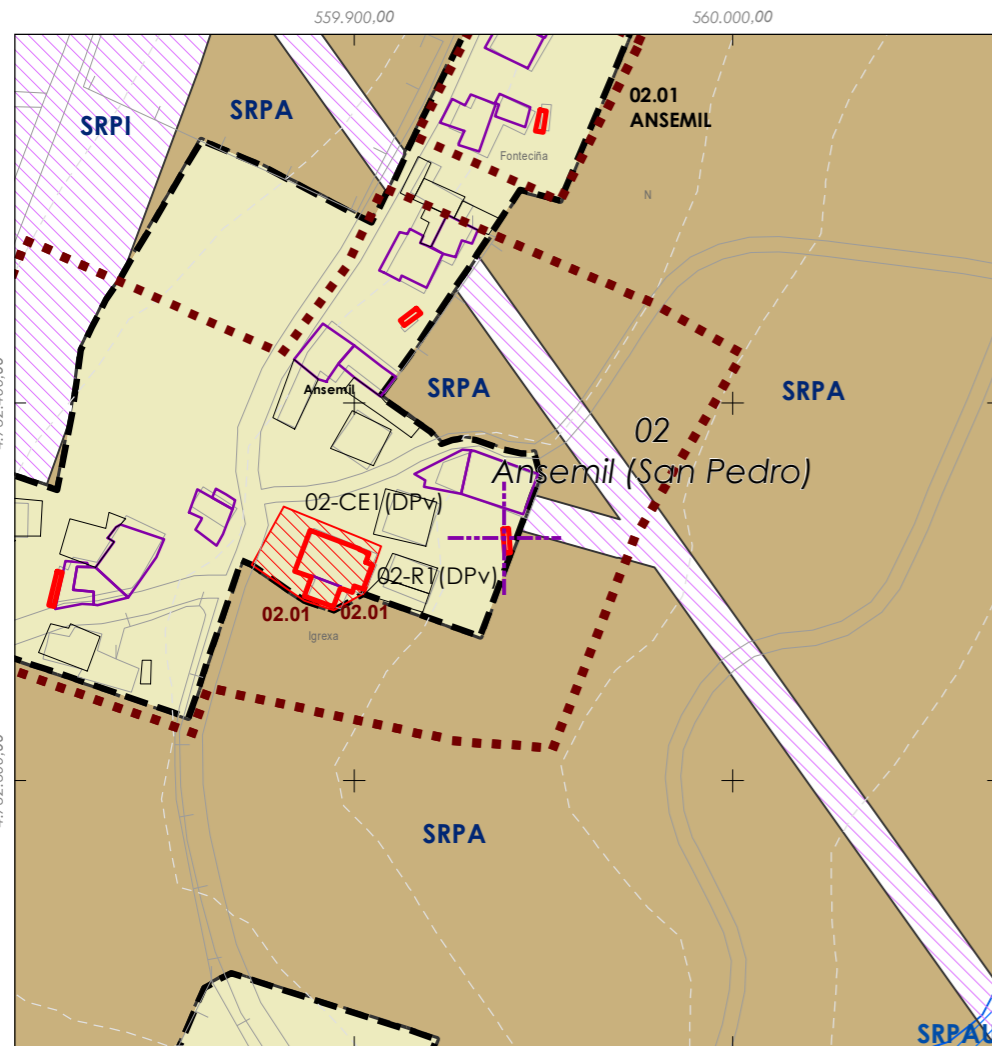 559.900,00
560.000,00
02.01
ANSEMIL
SRPA
SRPI
Fonteciña
N
Ansemil
SRPA
SRPA
02
Ansemil (San Pedro)
02-CE1(DPv)
02-R1(DPv)
02.01
02.01
Igrexa
SRPA
SRPAU